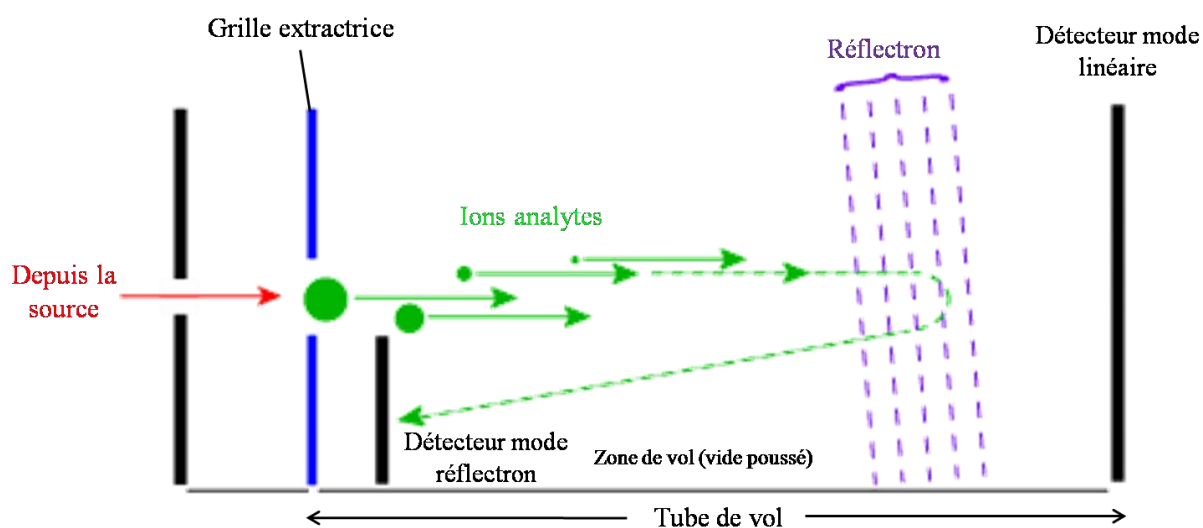 Grille extractrice
Réflectron
Détecteur mode
linéaire
Ions analytes
Depuis la
source
Détecteur mode
réflectron
Zone de vol (vide poussé)
Tube de vol